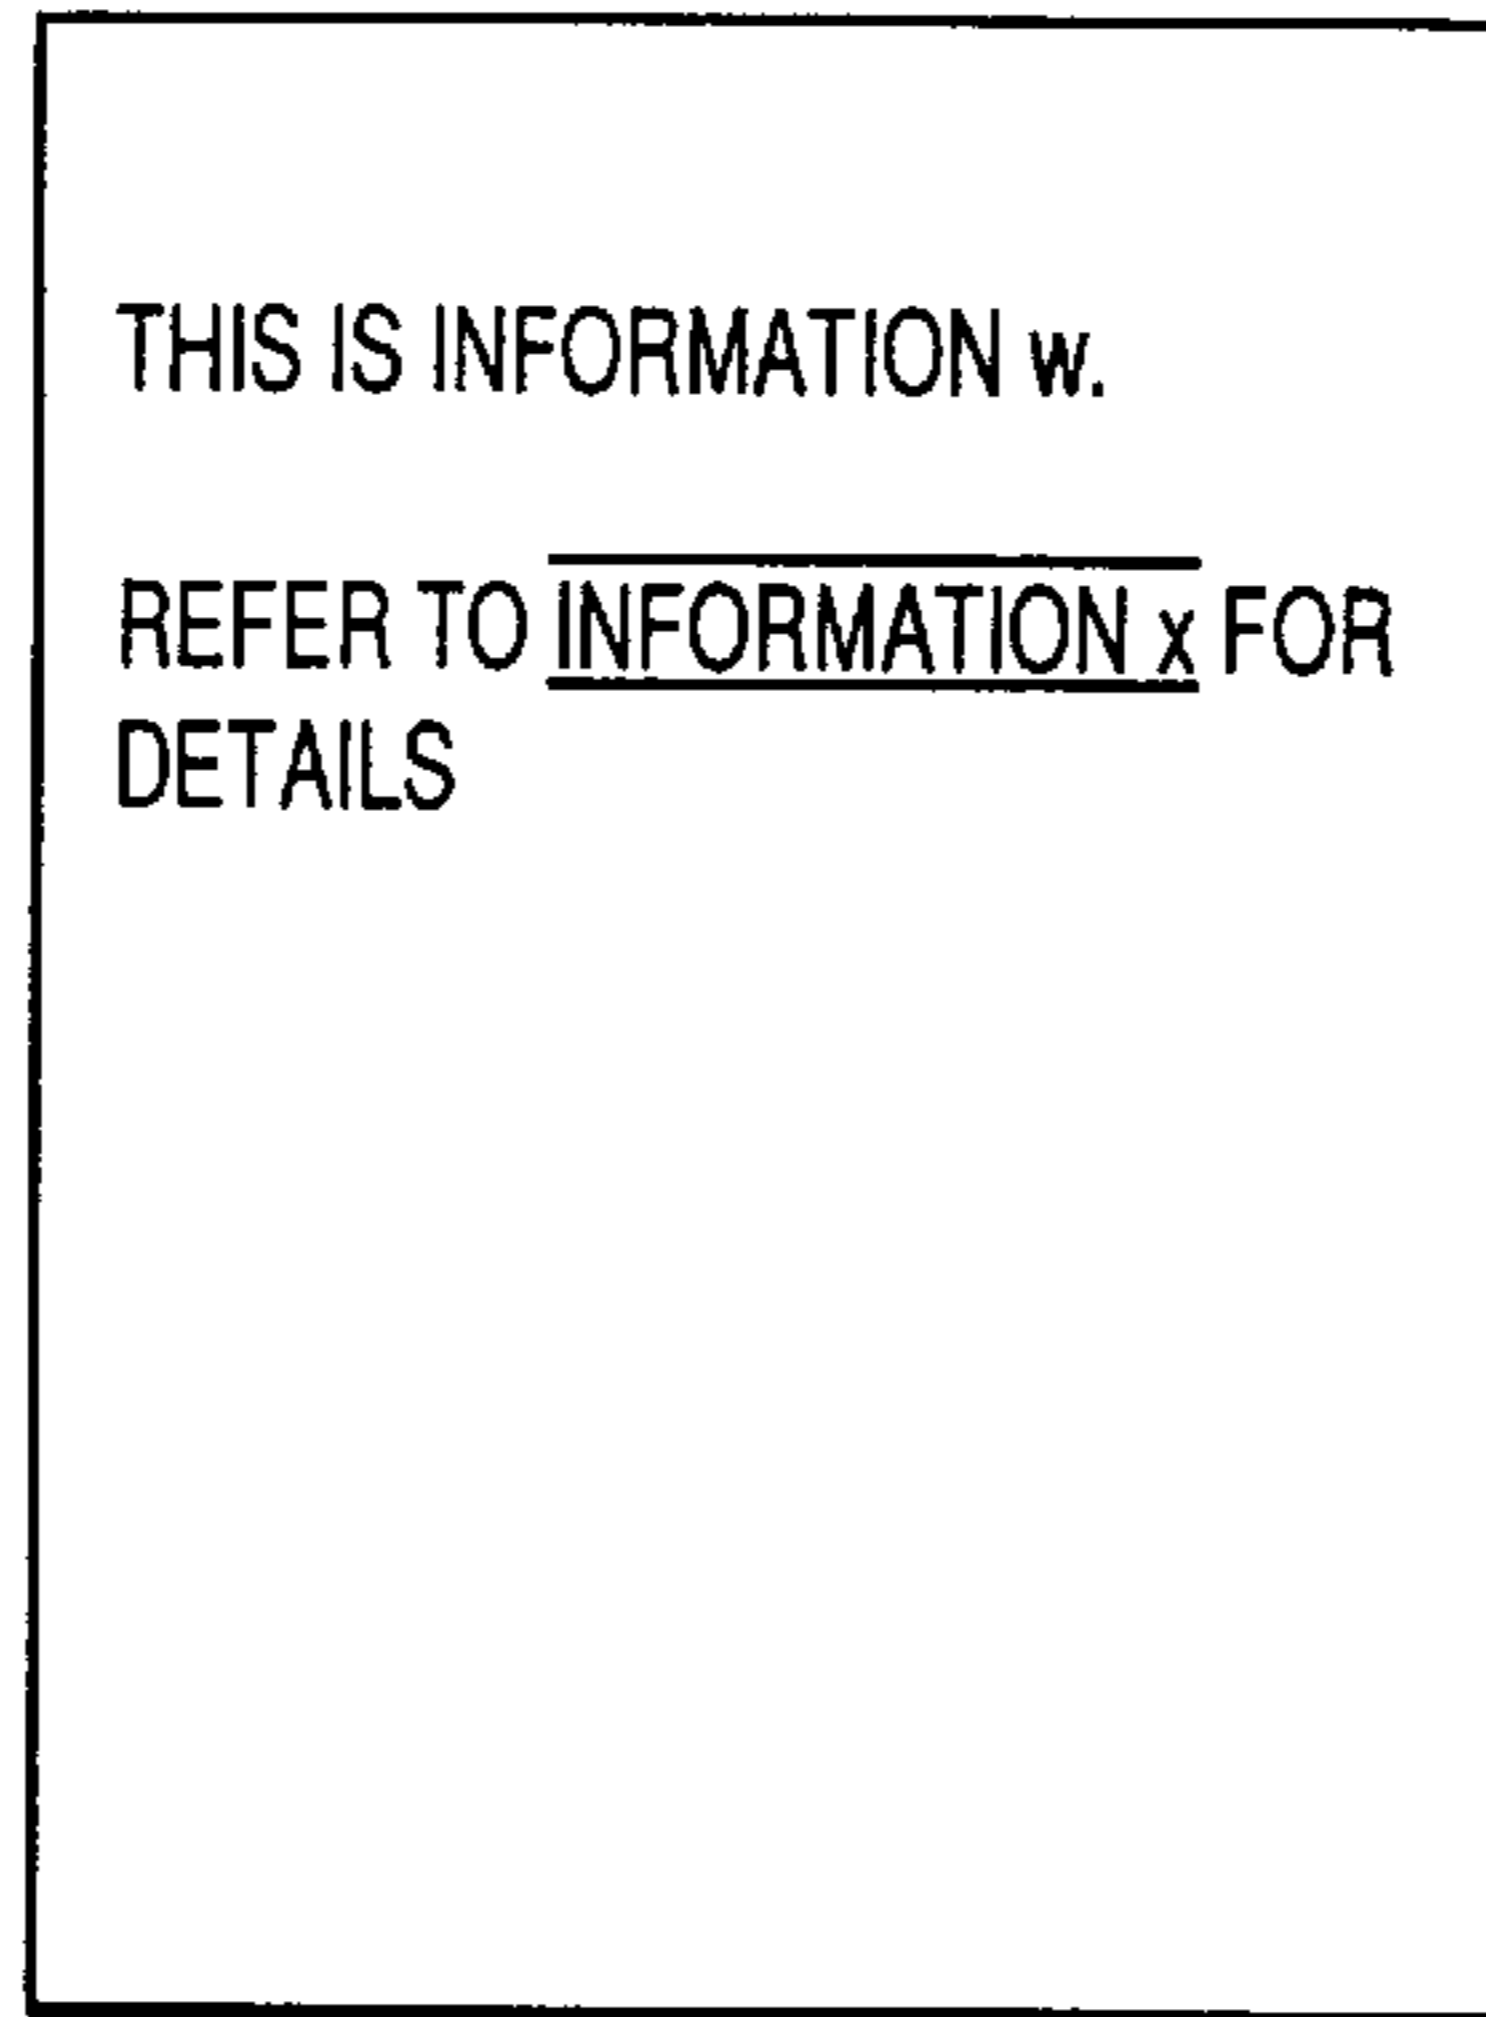 THIS IS INFORMATION w.
REFER TO INFORMATION x FOR
DETAILS